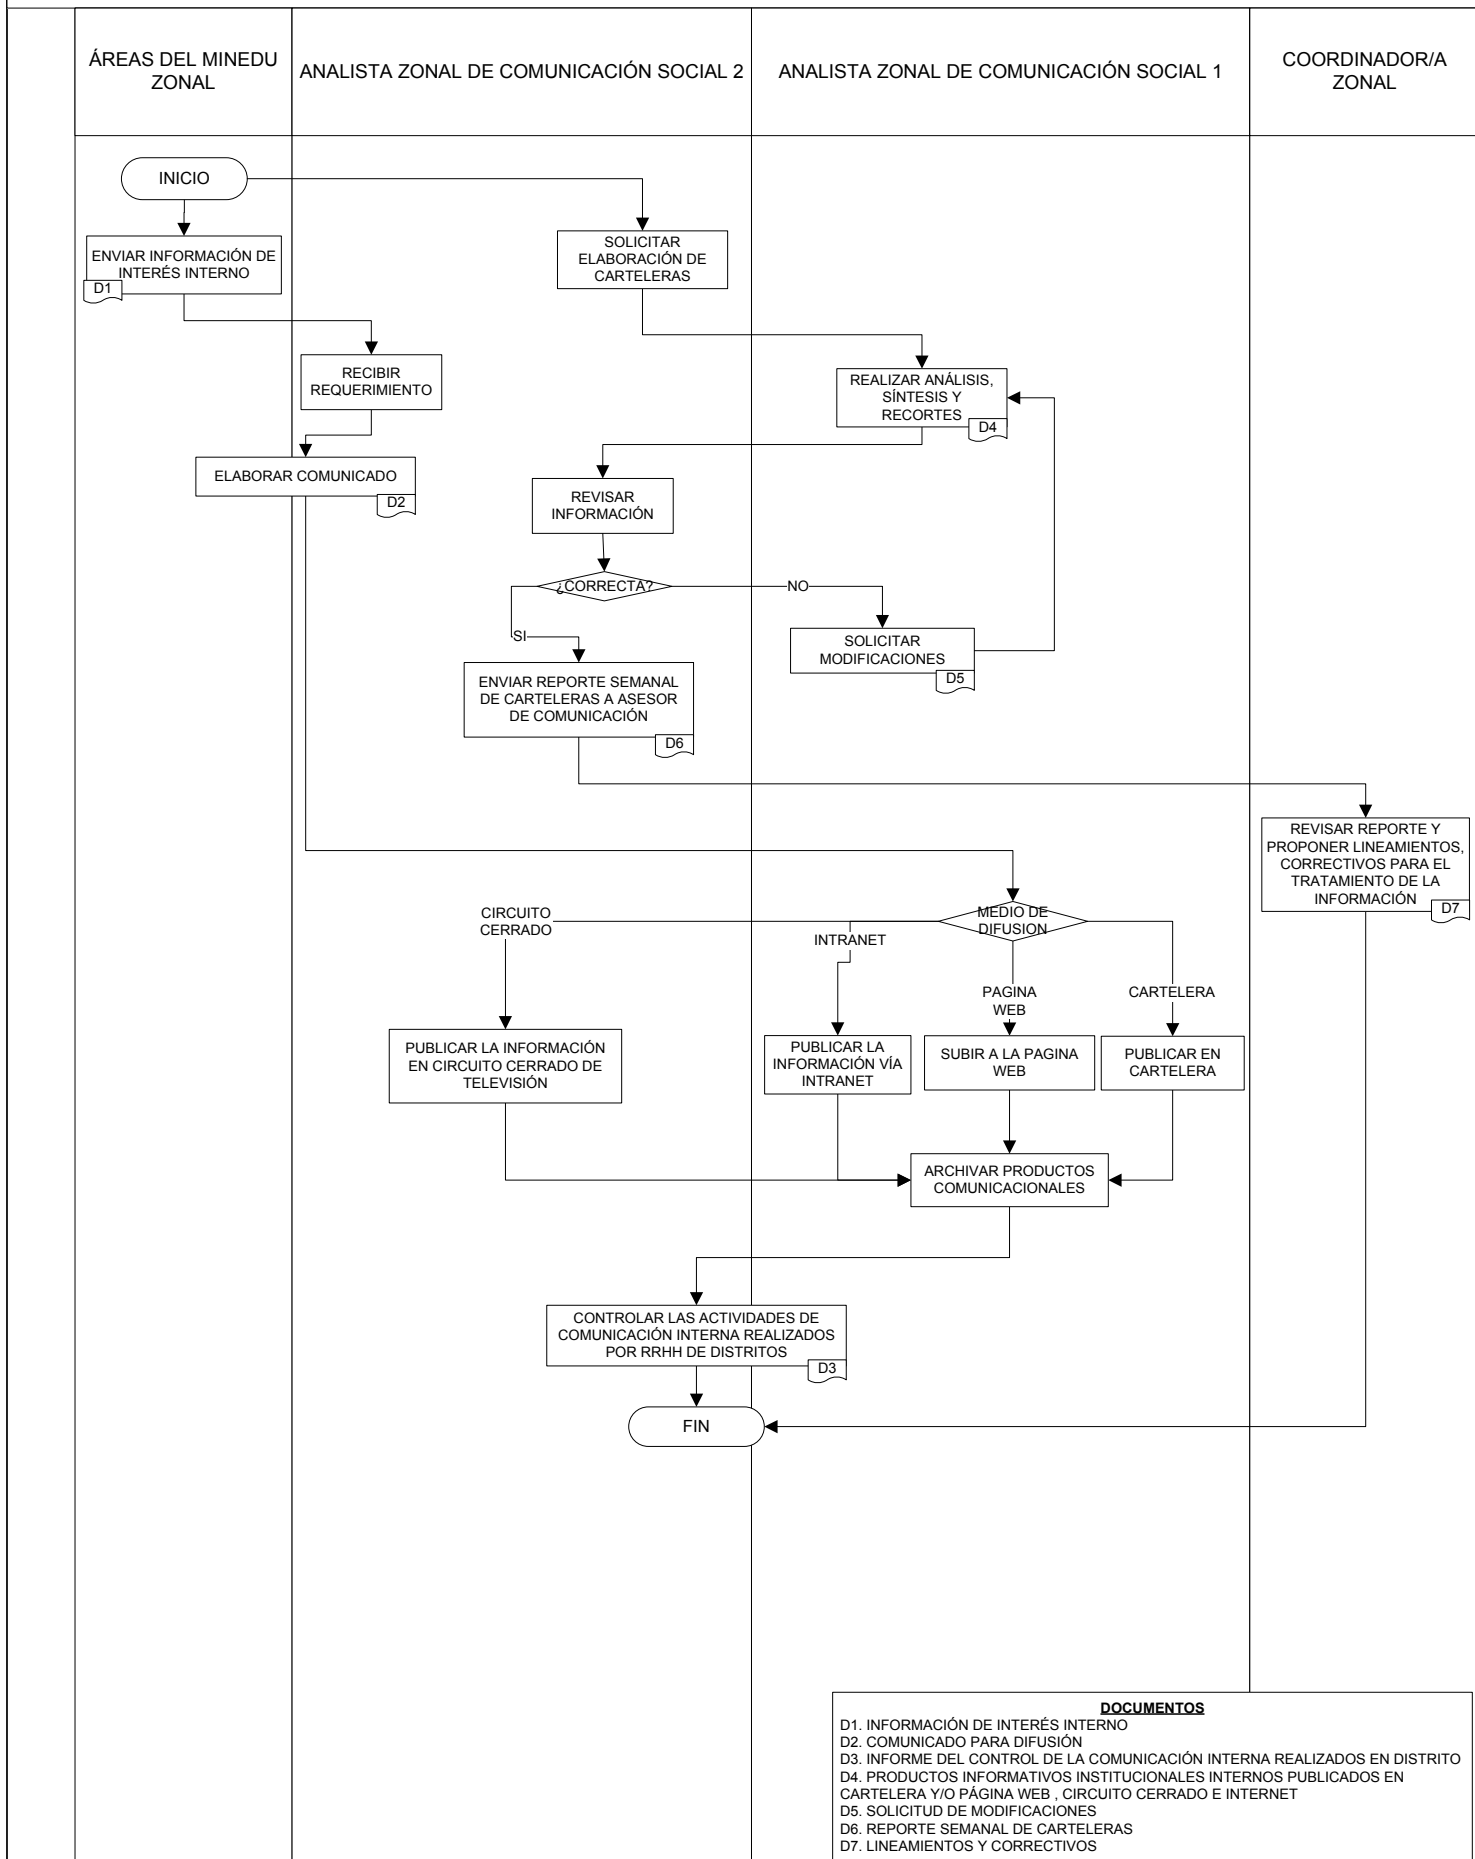 ÁREAS DEL MINEDU
ZONAL
ANALISTA ZONAL DE COMUNICACIÓN SOCIAL 2
ANALISTA ZONAL DE COMUNICACIÓN SOCIAL 1
COORDINADOR/A
ZONAL
INICIO
ENVIAR INFORMACIÓN DE
INTERÉS INTERNO
D1
SOLICITAR
ELABORACIÓN DE
CARTELERAS
RECIBIR
REQUERIMIENTO
REALIZAR ANÁLISIS,
SÍNTESIS Y
RECORTES
D4
ELABORAR COMUNICADO
D2
REVISAR
INFORMACIÓN
¿CORRECTA?
NO
SI
SOLICITAR
MODIFICACIONES
D5
ENVIAR REPORTE SEMANAL
DE CARTELERAS A ASESOR
DE COMUNICACIÓN
D6
REVISAR REPORTE Y
PROPONER LINEAMIENTOS,
CORRECTIVOS PARA EL
TRATAMIENTO DE LA
INFORMACIÓN
D7
MEDIO DE
DIFUSION
CIRCUITO
CERRADO
INTRANET
PAGINA
WEB
CARTELERA
PUBLICAR LA INFORMACIÓN
EN CIRCUITO CERRADO DE
TELEVISIÓN
PUBLICAR LA
INFORMACIÓN VÍA
INTRANET
SUBIR A LA PAGINA
WEB
PUBLICAR EN
CARTELERA
ARCHIVAR PRODUCTOS
COMUNICACIONALES
CONTROLAR LAS ACTIVIDADES DE
COMUNICACIÓN INTERNA REALIZADOS
POR RRHH DE DISTRITOS
D3
FIN
DOCUMENTOS
D1. INFORMACIÓN DE INTERÉS INTERNO
D2. COMUNICADO PARA DIFUSIÓN
D3. INFORME DEL CONTROL DE LA COMUNICACIÓN INTERNA REALIZADOS EN DISTRITO
D4. PRODUCTOS INFORMATIVOS INSTITUCIONALES INTERNOS PUBLICADOS EN
CARTELERA Y/O PÁGINA WEB , CIRCUITO CERRADO E INTERNET
D5. SOLICITUD DE MODIFICACIONES
D6. REPORTE SEMANAL DE CARTELERAS
D7. LINEAMIENTOS Y CORRECTIVOS